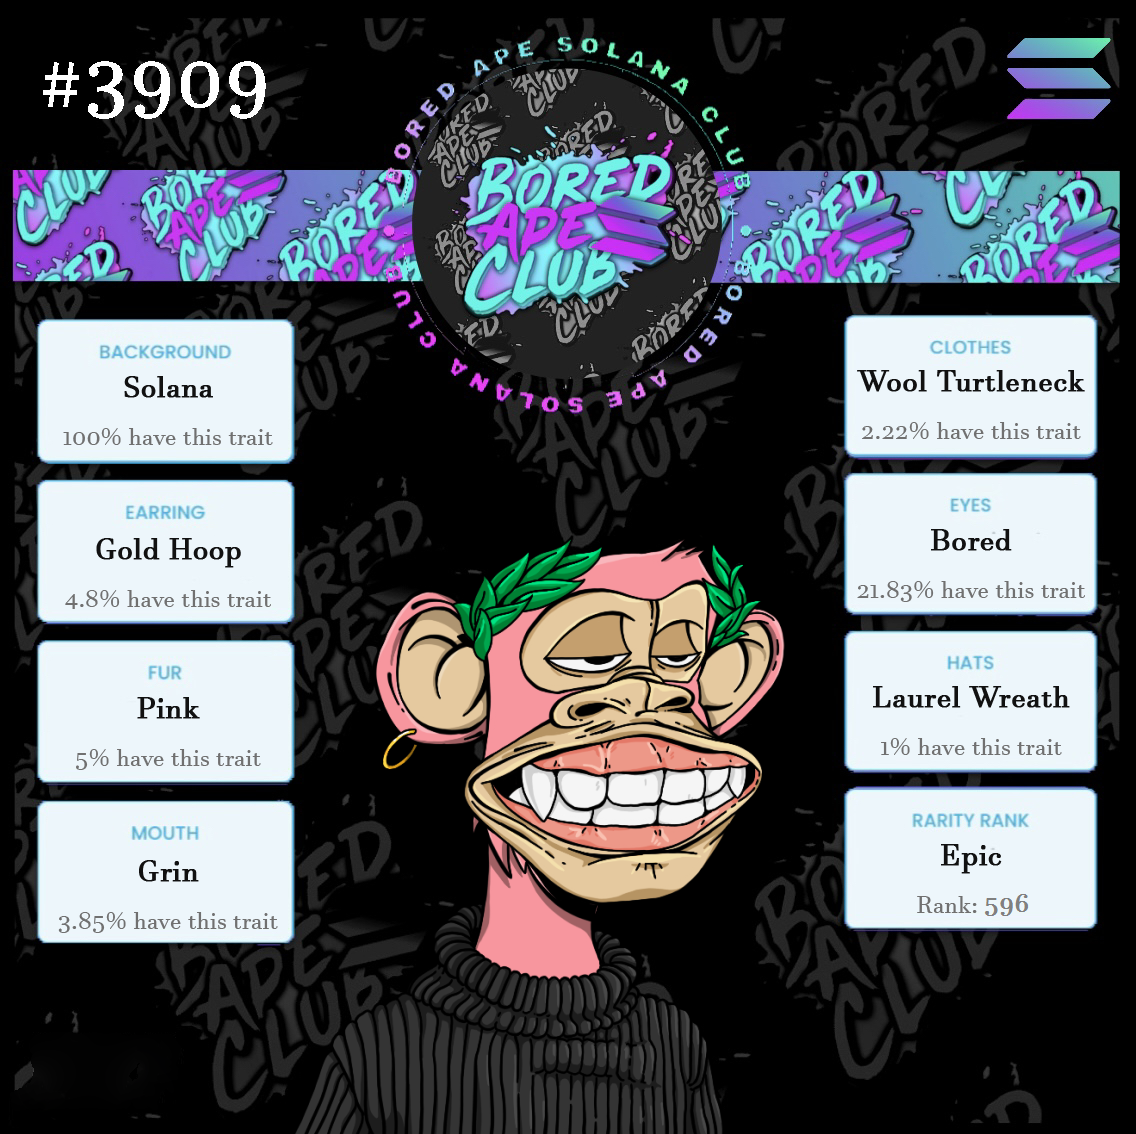 #3909
BORED APE SOLANA CLUB
BORED APE SOLANA CLUB
BORED
APE
CLUB
BACKGROUND
Solana
100% have this trait
EARRING
Gold Hoop
4.8% have this trait
FUR
Pink
5% have this trait
MOUTH
Grin
3.85% have this trait
CLOTHES
Wool Turtleneck
2.22% have this trait
EYES
Bored
21.83% have this trait
HATS
Laurel Wreath
1% have this trait
RARITY RANK
Epic
Rank: 596